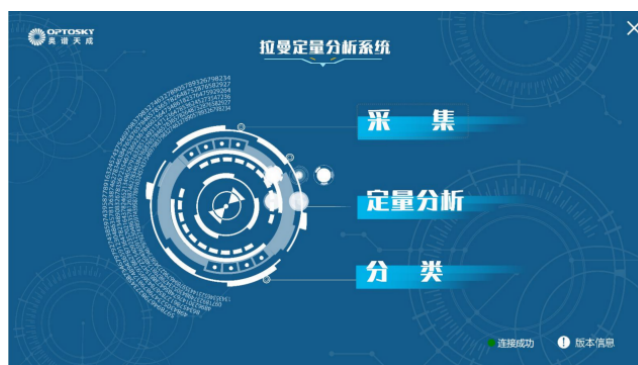 OPTOSKY
奥谱天成
拉曼定量分析系统
采 集
定量分析
分 类
连接成功
! 版本信息